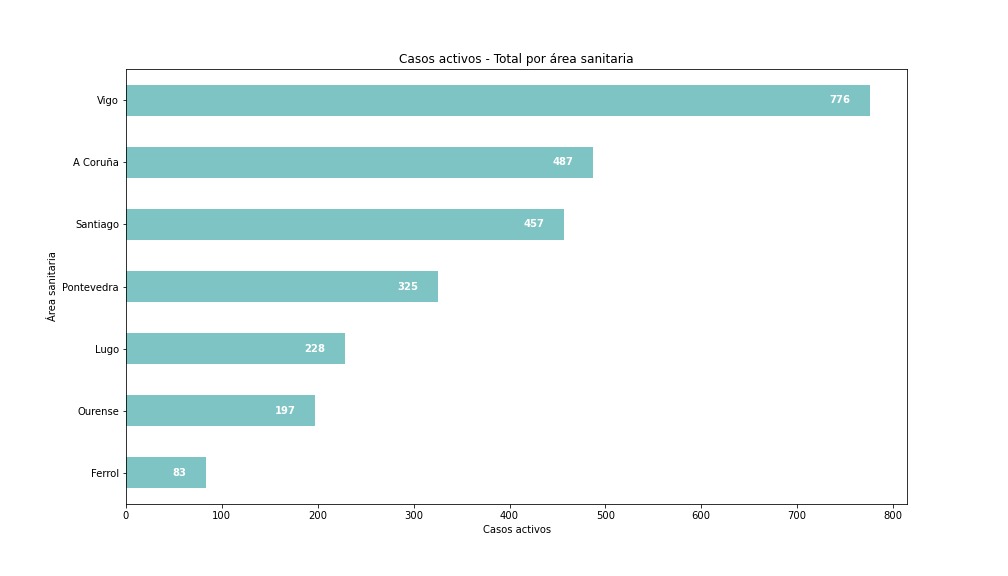 Casos activos - Total por área sanitaria
Área sanitaria
Vigo 776
A Coruña 487
Santiago 457
Pontevedra 325
Lugo 228
Ourense 197
Ferrol 83
0 100 200 300 400 500 600 700 800
Casos activos